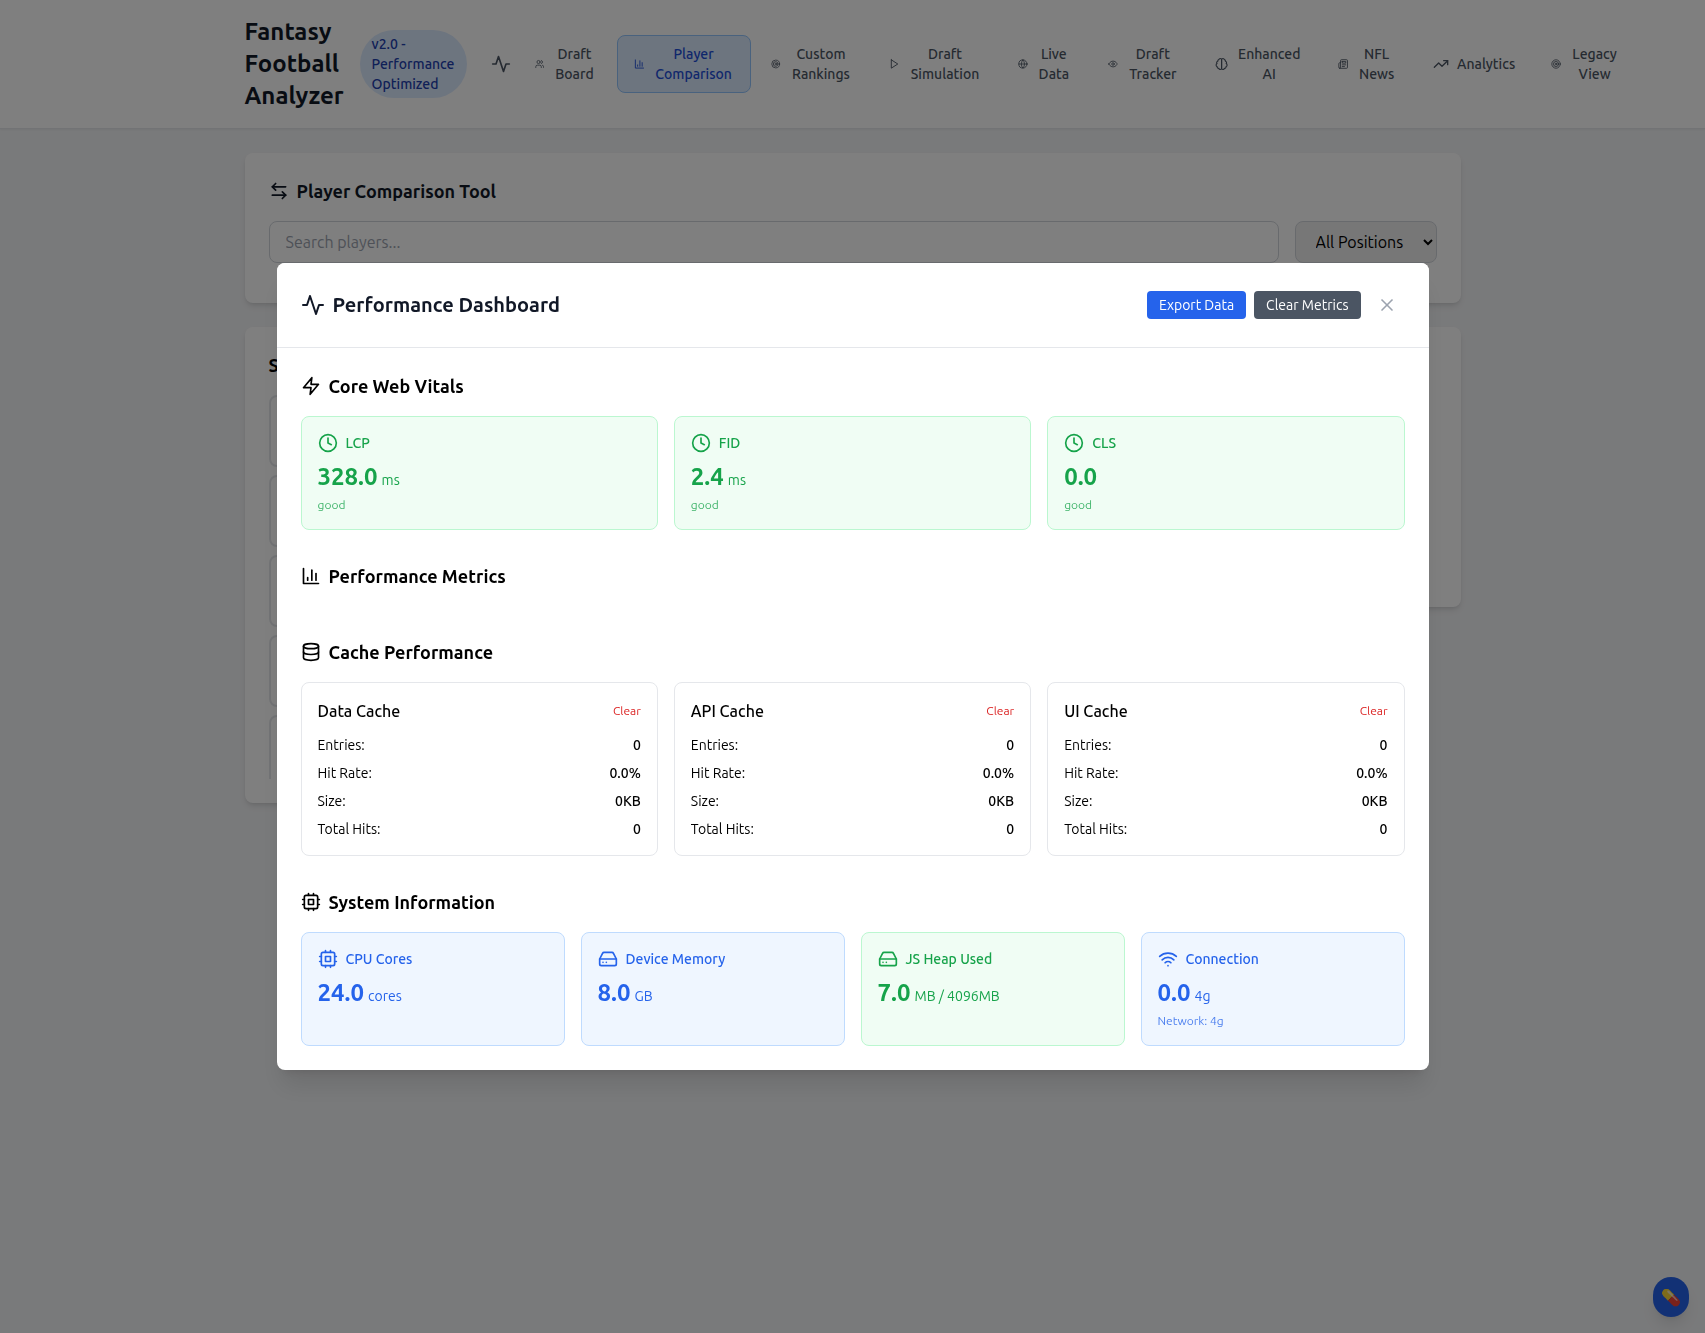 Fantasy
Football
Analyzer
v2.0 -
Performance
Optimized
Draft
Board
Player
Comparison
Custom
Rankings
Draft
Simulation
Live
Data
Draft
Tracker
Enhanced
AI
NFL
News
Analytics
Legacy
View
Player Comparison Tool
Search players...
All Positions
Performance Dashboard
Export Data
Clear Metrics
Core Web Vitals
LCP
328.0 ms
good
FID
2.4 ms
good
CLS
0.0
good
Performance Metrics
Cache Performance
Data Cache
Clear
Entries: 0
Hit Rate: 0.0%
Size: 0KB
Total Hits: 0
API Cache
Clear
Entries: 0
Hit Rate: 0.0%
Size: 0KB
Total Hits: 0
UI Cache
Clear
Entries: 0
Hit Rate: 0.0%
Size: 0KB
Total Hits: 0
System Information
CPU Cores
24.0 cores
Device Memory
8.0 GB
JS Heap Used
7.0 MB / 4096MB
Connection
0.0 4g
Network: 4g